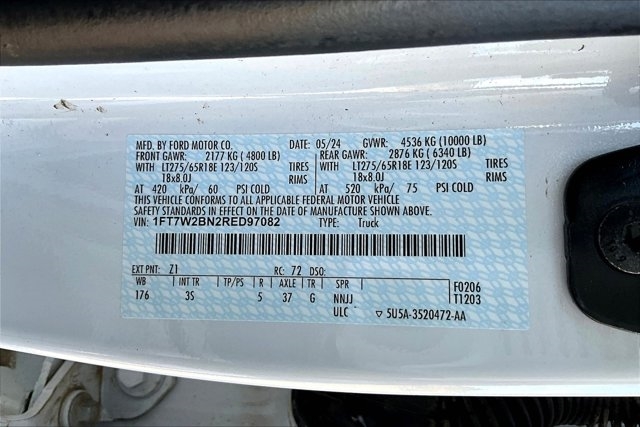 MFD. BY FORD MOTOR CO. DATE: 05/24 GVWR: 4536 KG (10000 LB)
FRONT GAWR: 2177 KG ( 4800 LB) REAR GAWR: 2876 KG ( 6340 LB)
WITH LT275/65R18E 123/120S TIRES WITH LT275/65R18E 123/120S TIRES
18x8.0J RIMS 18x8.0J RIMS
AT 420 kPa/ 60 PSI COLD AT 520 kPa/ 75 PSI COLD
THIS VEHICLE CONFORMS TO ALL APPLICABLE FEDERAL MOTOR VEHICLE
SAFETY STANDARDS IN EFFECT ON THE DATE OF MANUFACTURE SHOWN ABOVE.
VIN: 1FT7W2BN2RED97082 TYPE: Truck
EXT PNT: Z1 RC: 72 DSO: F0206
WB INT TR TP/PS R AXLE TR SPR T1203
176 3S 5 37 G NNJJ
ULC ▽ 5U5A-3520472-AA